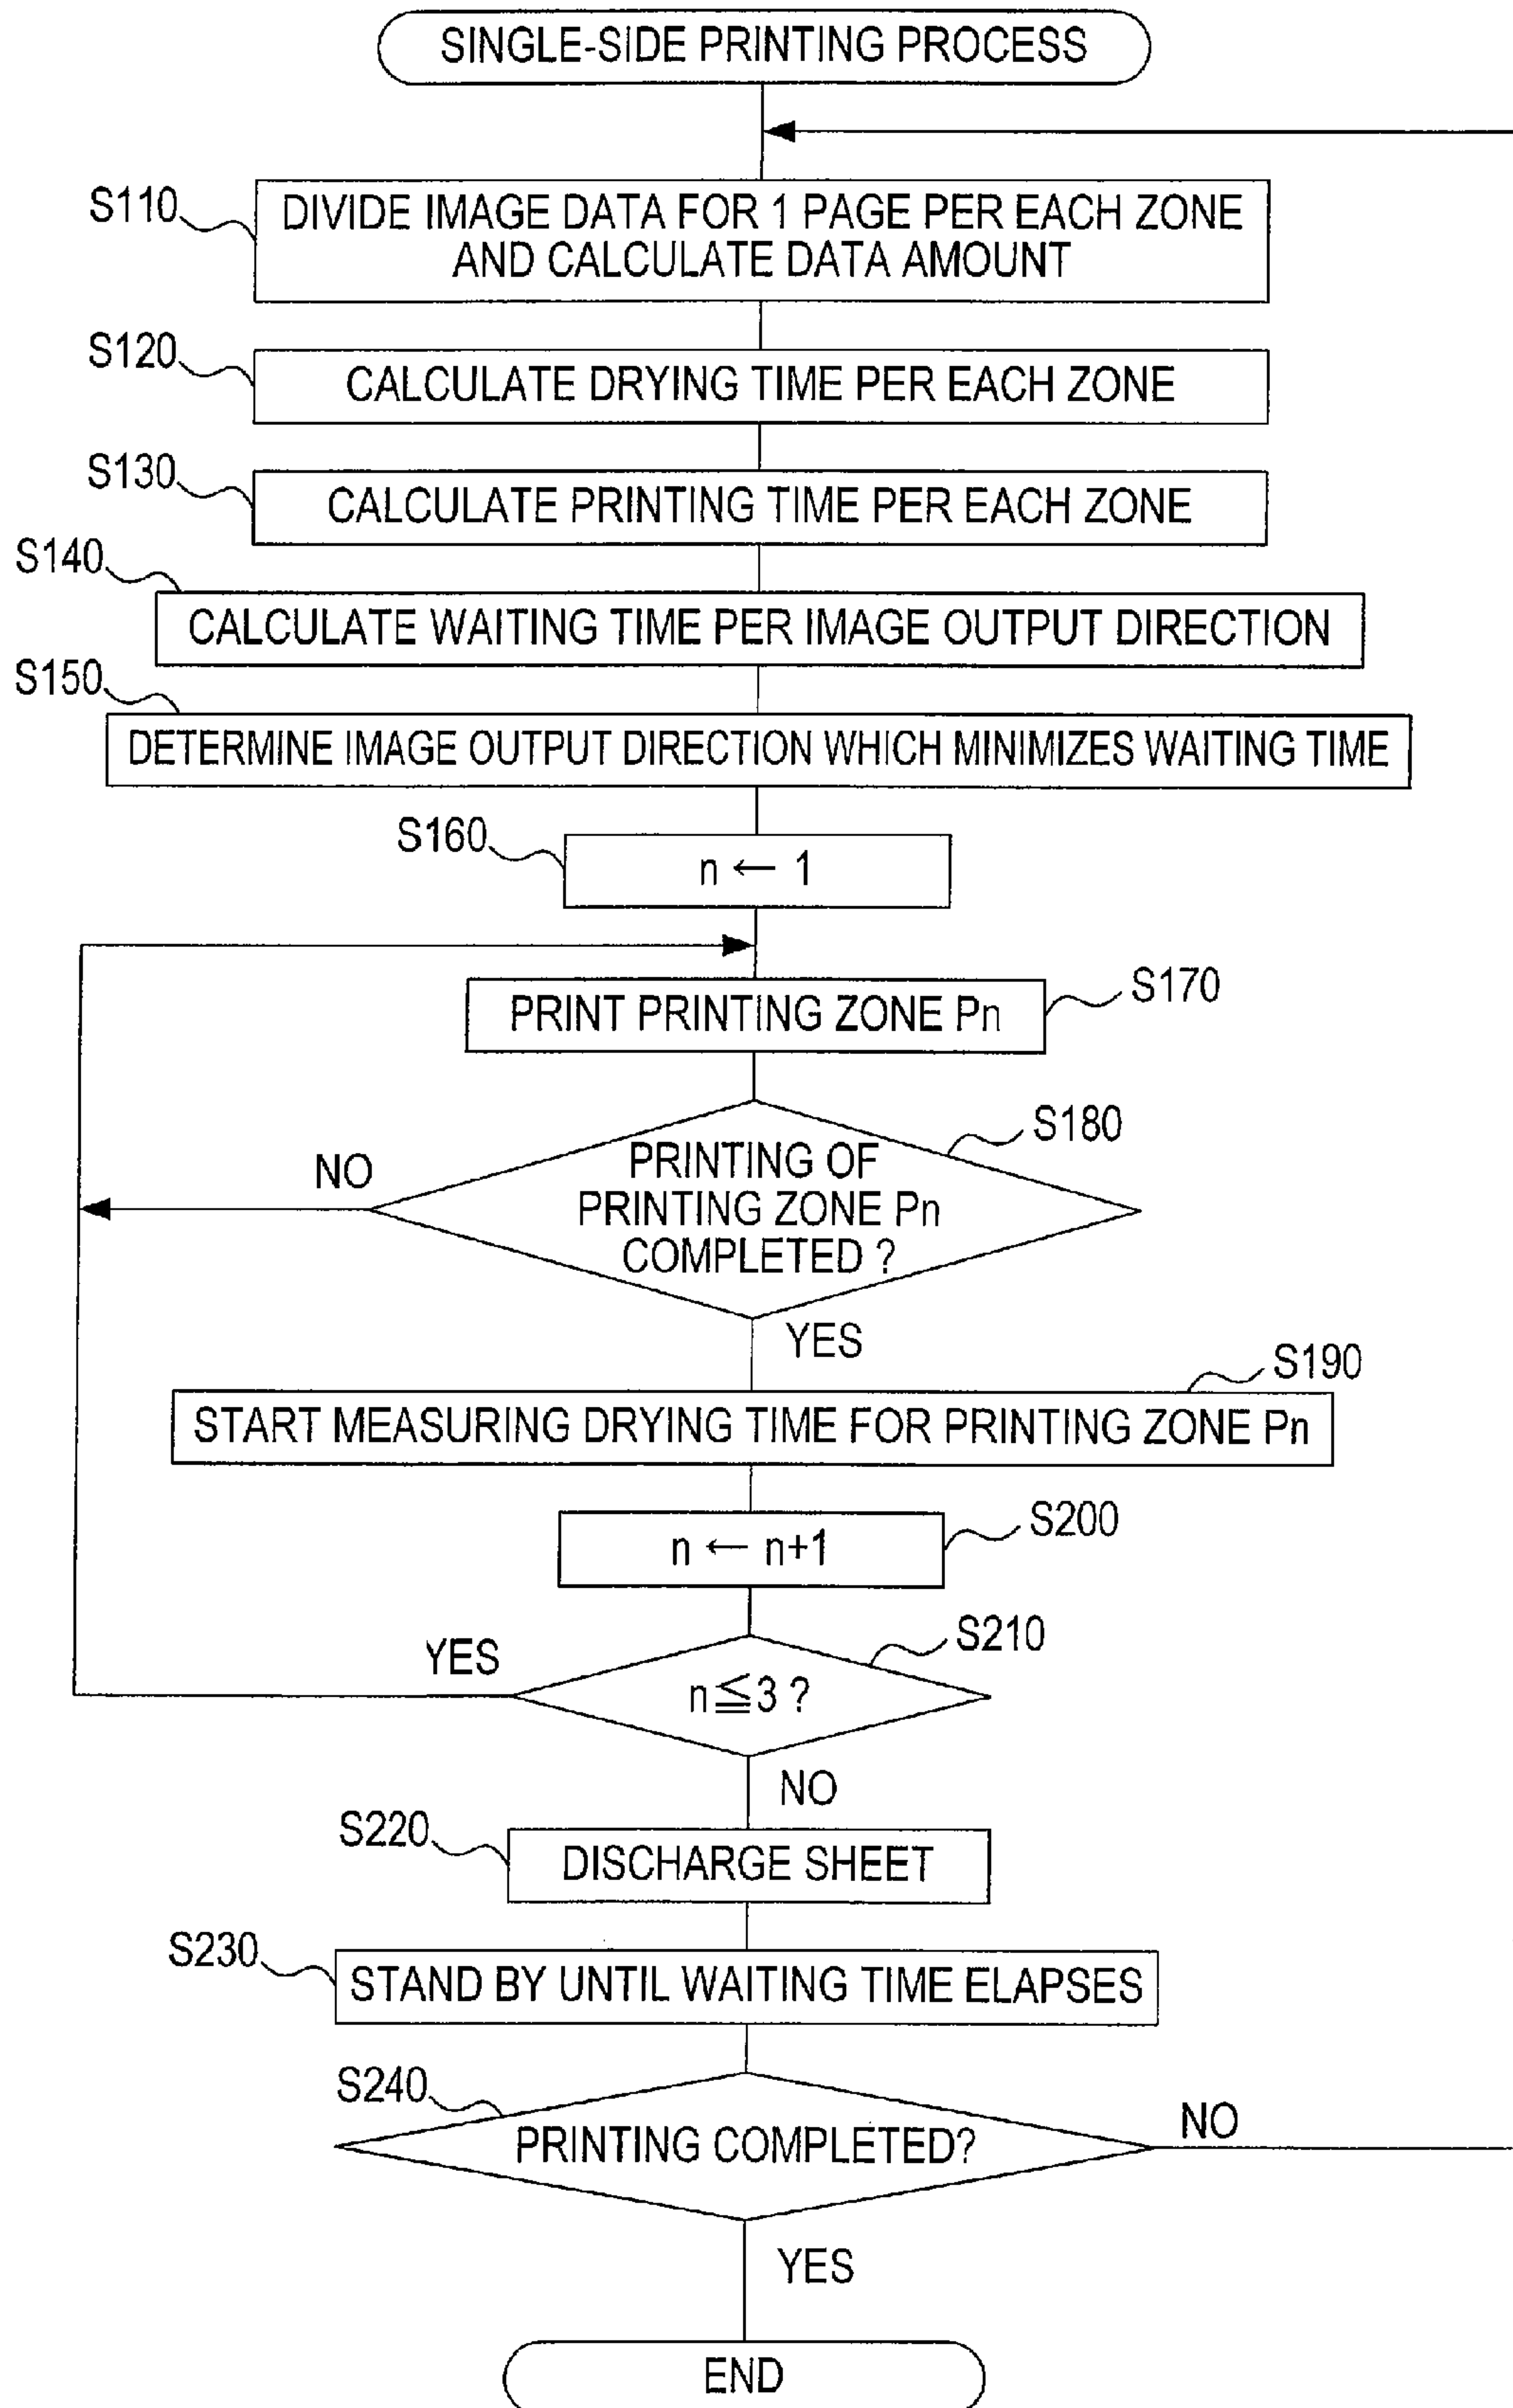 SINGLE-SIDE PRINTING PROCESS
S110
DIVIDE IMAGE DATA FOR 1 PAGE PER EACH ZONE
AND CALCULATE DATA AMOUNT
S120
CALCULATE DRYING TIME PER EACH ZONE
S130
CALCULATE PRINTING TIME PER EACH ZONE
S140
CALCULATE WAITING TIME PER IMAGE OUTPUT DIRECTION
S150
DETERMINE IMAGE OUTPUT DIRECTION WHICH MINIMIZES WAITING TIME
S160
n ← 1
S170
PRINT PRINTING ZONE Pn
S180
NO
PRINTING OF
PRINTING ZONE Pn
COMPLETED ?
YES
S190
START MEASURING DRYING TIME FOR PRINTING ZONE Pn
S200
n ← n+1
S210
YES
n≦3 ?
NO
S220
DISCHARGE SHEET
S230
STAND BY UNTIL WAITING TIME ELAPSES
S240
NO
PRINTING COMPLETED?
YES
END